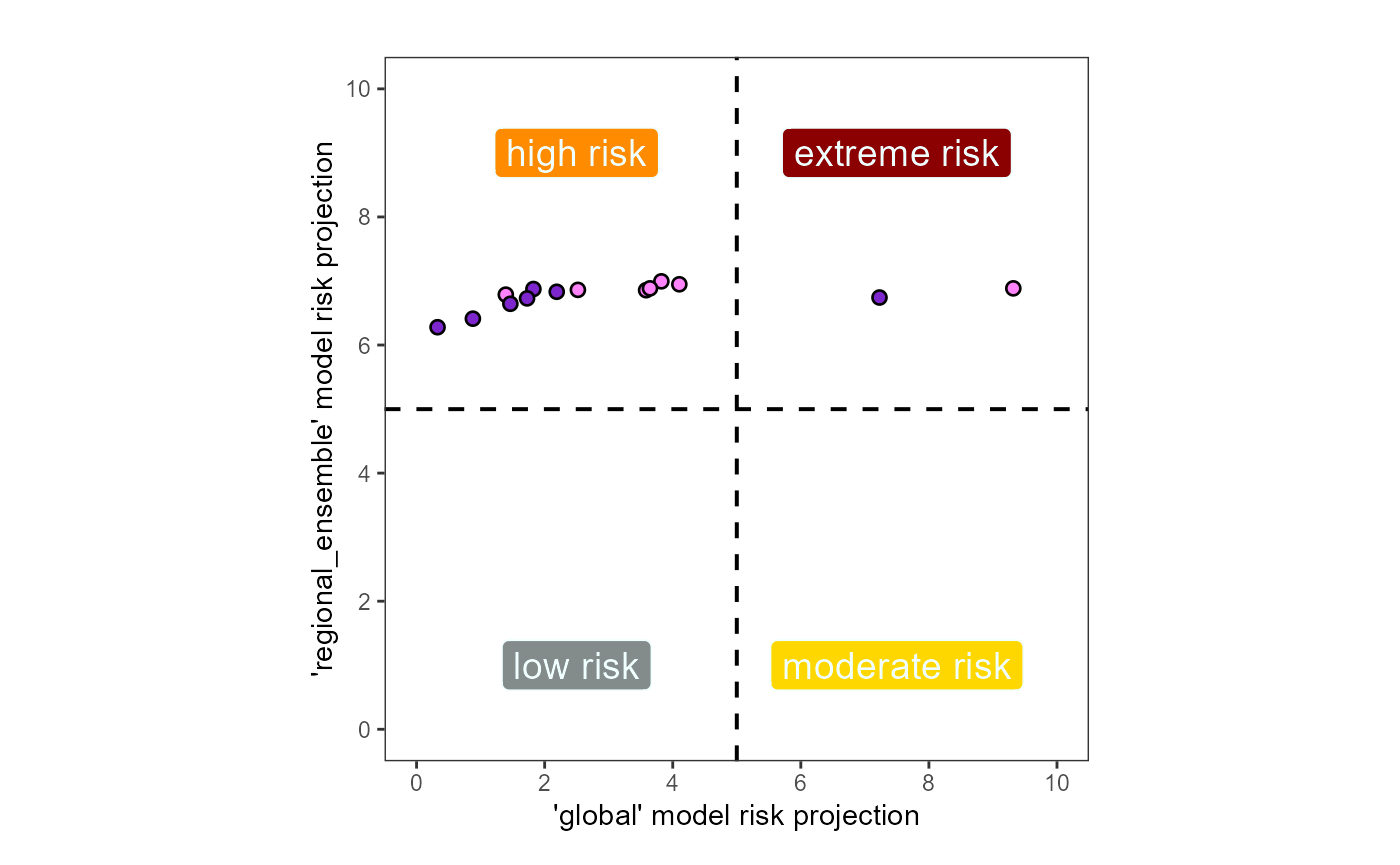 10
high risk
extreme risk
8
6
4
2
low risk
moderate risk
0
0 2 4 6 8 10
'global' model risk projection
'regional_ensemble' model risk projection